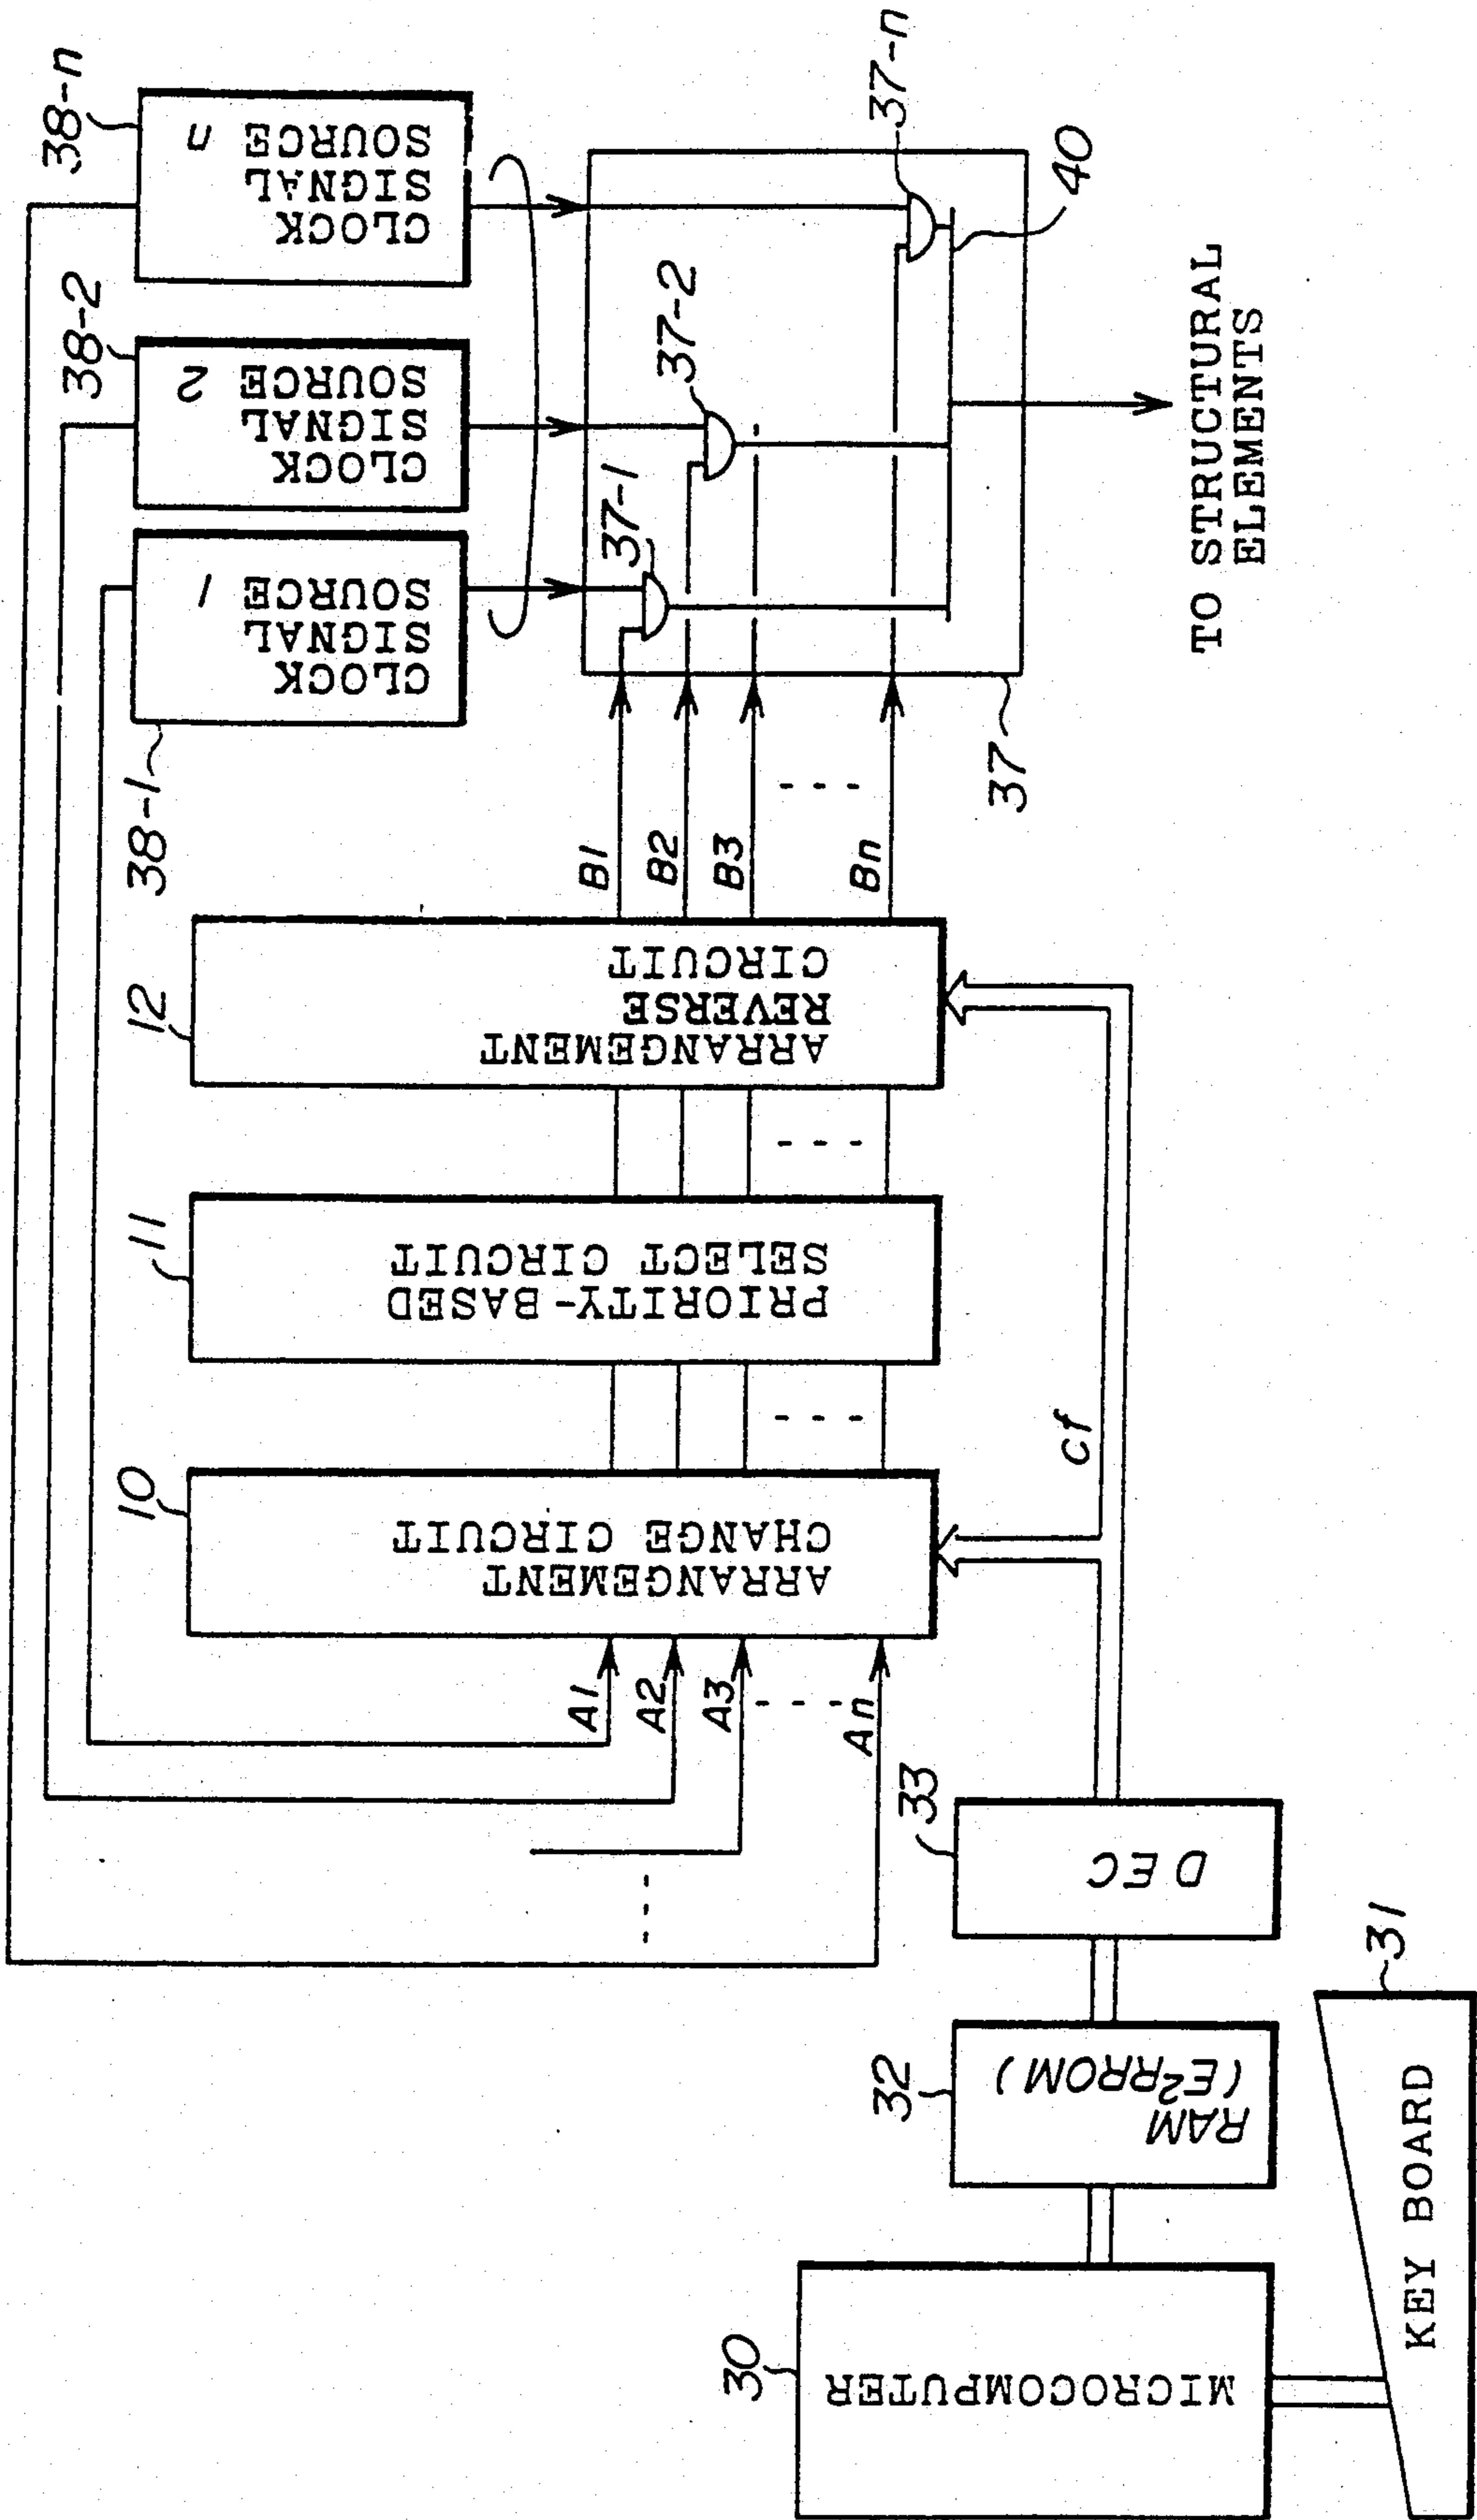 38-1
CLOCK
SIGNAL
SOURCE 1
38-2
CLOCK
SIGNAL
SOURCE 2
38-n
CLOCK
SIGNAL
SOURCE n
10
ARRANGEMENT
CHANGE CIRCUIT
11
PRIORITY-BASED
SELECT CIRCUIT
12
ARRANGEMENT
REVERSE
CIRCUIT
A1
A2
A3
An
B1
B2
B3
Bn
37-1
37-2
37-n
40
37
TO STRUCTURAL
ELEMENTS
cf
30
MICROCOMPUTER
32
RAM
(E²RROM)
33
DEC
31
KEY BOARD